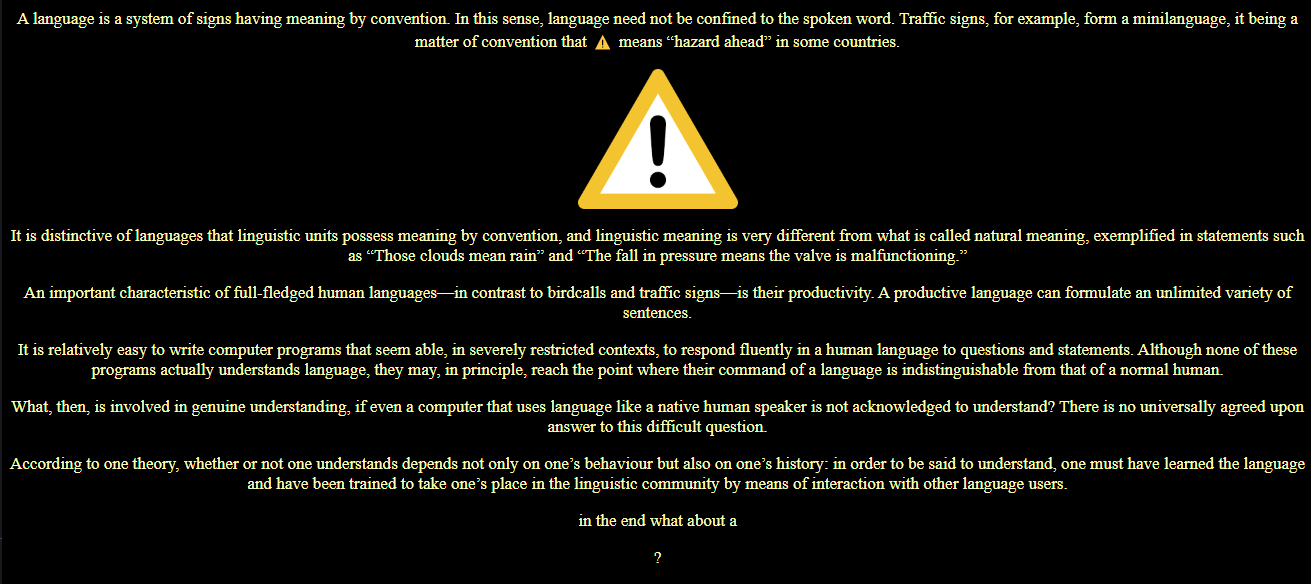 A language is a system of signs having meaning by convention. In this sense, language need not be confined to the spoken word. Traffic signs, for example, form a minilanguage, it being a
matter of convention that ⚠ means “hazard ahead” in some countries.
!
It is distinctive of languages that linguistic units possess meaning by convention, and linguistic meaning is very different from what is called natural meaning, exemplified in statements such
as “Those clouds mean rain” and “The fall in pressure means the valve is malfunctioning.”
An important characteristic of full-fledged human languages—in contrast to birdcalls and traffic signs—is their productivity. A productive language can formulate an unlimited variety of
sentences.
It is relatively easy to write computer programs that seem able, in severely restricted contexts, to respond fluently in a human language to questions and statements. Although none of these
programs actually understands language, they may, in principle, reach the point where their command of a language is indistinguishable from that of a normal human.
What, then, is involved in genuine understanding, if even a computer that uses language like a native human speaker is not acknowledged to understand? There is no universally agreed upon
answer to this difficult question.
According to one theory, whether or not one understands depends not only on one’s behaviour but also on one’s history: in order to be said to understand, one must have learned the language
and have been trained to take one’s place in the linguistic community by means of interaction with other language users.
in the end what about a
?